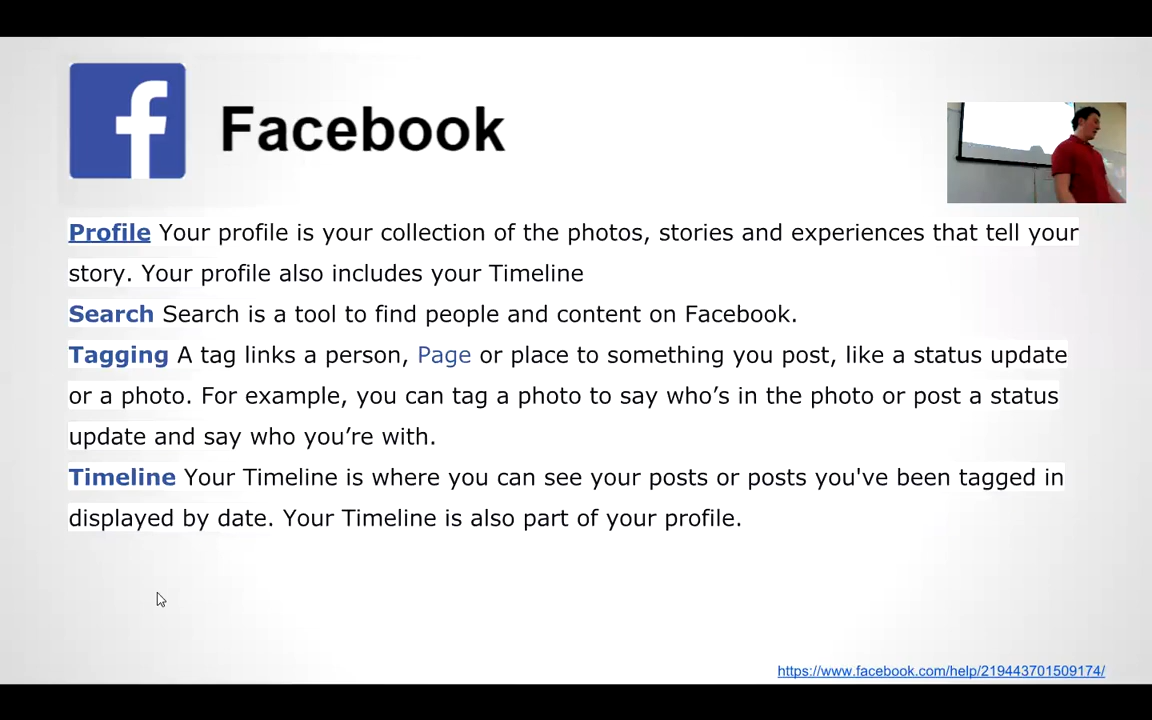 Facebook
Profile Your profile is your collection of the photos, stories and experiences that tell your
story. Your profile also includes your Timeline
Search Search is a tool to find people and content on Facebook.
Tagging A tag links a person, Page or place to something you post, like a status update
or a photo. For example, you can tag a photo to say who’s in the photo or post a status
update and say who you’re with.
Timeline Your Timeline is where you can see your posts or posts you've been tagged in
displayed by date. Your Timeline is also part of your profile.
https://www.facebook.com/help/219443701509174/